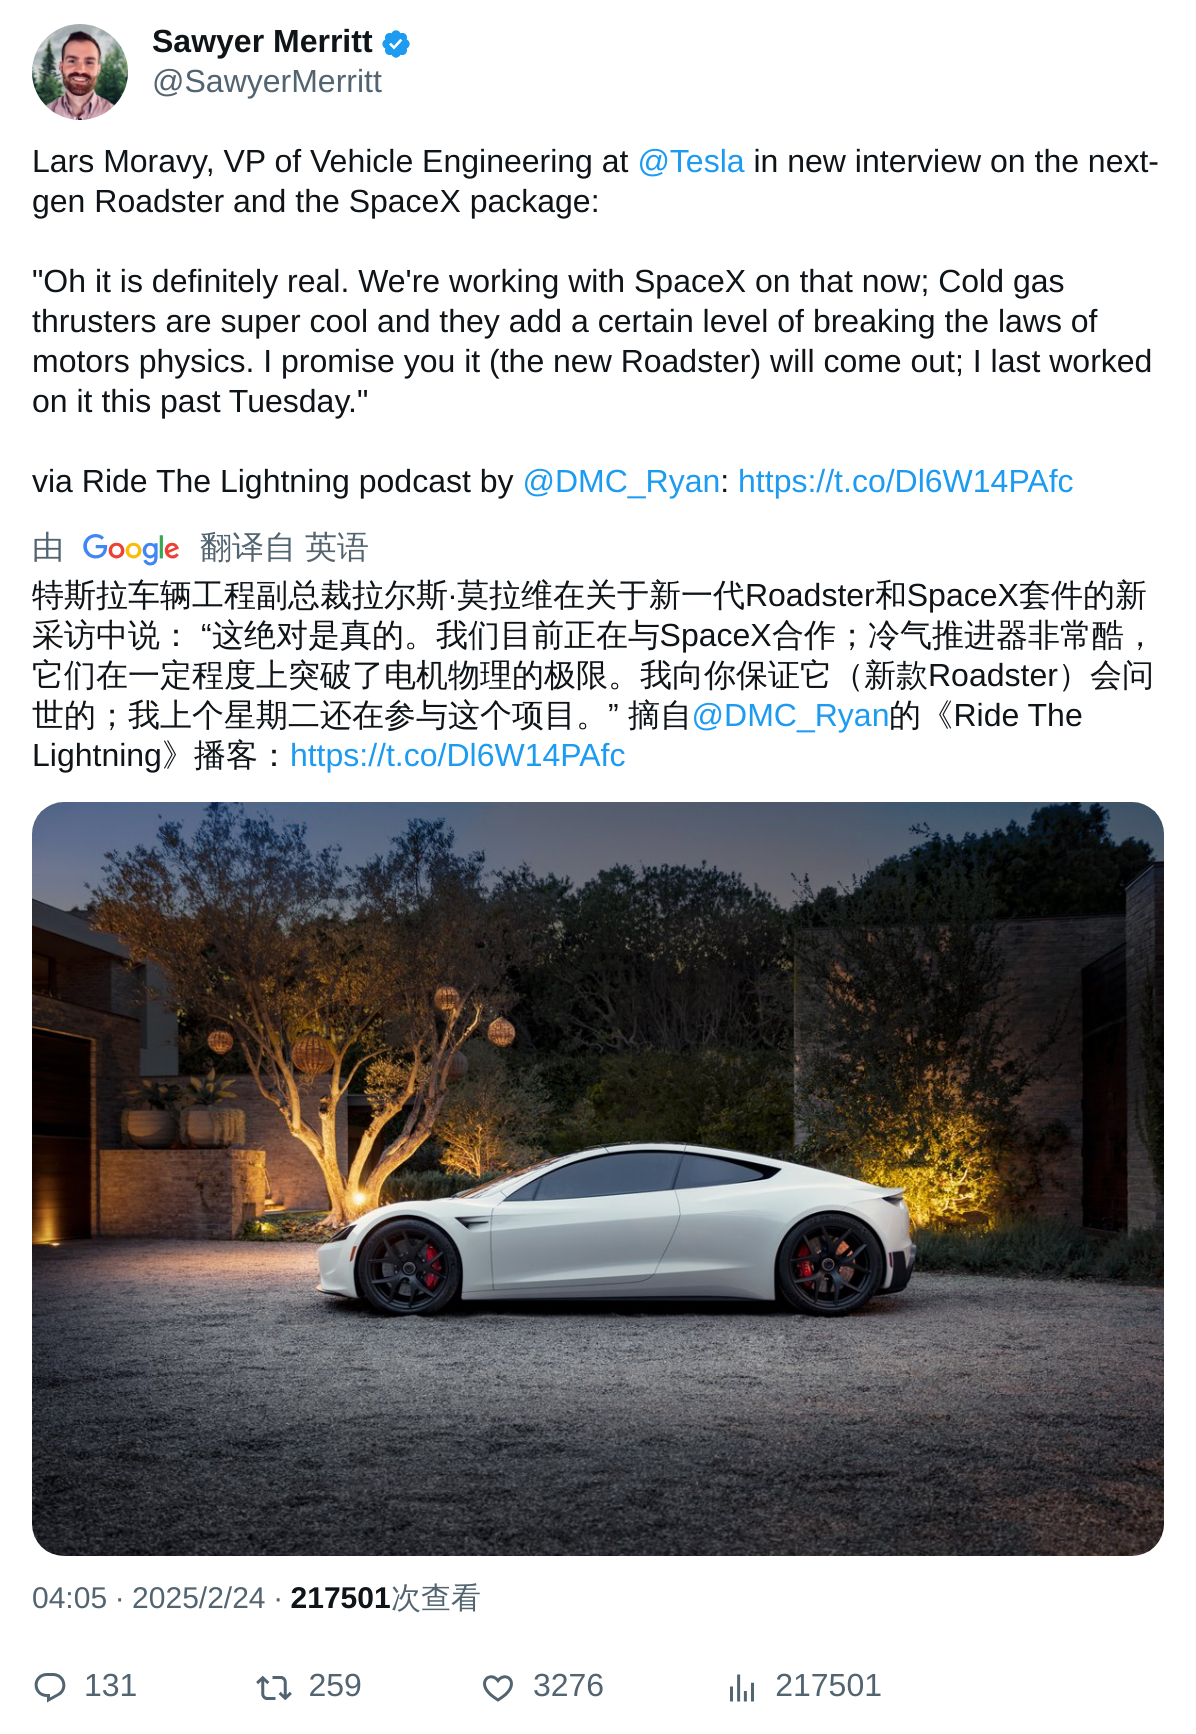 Sawyer Merritt
@SawyerMerritt
Lars Moravy, VP of Vehicle Engineering at @Tesla in new interview on the next-
gen Roadster and the SpaceX package:
"Oh it is definitely real. We're working with SpaceX on that now; Cold gas
thrusters are super cool and they add a certain level of breaking the laws of
motors physics. I promise you it (the new Roadster) will come out; I last worked
on it this past Tuesday."
via Ride The Lightning podcast by @DMC_Ryan: https://t.co/Dl6W14PAfc
由 Google 翻译自 英语
特斯拉车辆工程副总裁拉尔斯·莫拉维在关于新一代Roadster和SpaceX套件的新
采访中说： “这绝对是真的。我们目前正在与SpaceX合作；冷气推进器非常酷，
它们在一定程度上突破了电机物理的极限。我向你保证它（新款Roadster）会问
世的；我上个星期二还在参与这个项目。” 摘自@DMC_Ryan的《Ride The
Lightning》播客：https://t.co/Dl6W14PAfc
04:05 · 2025/2/24 · 217501次查看
131 259 3276 217501